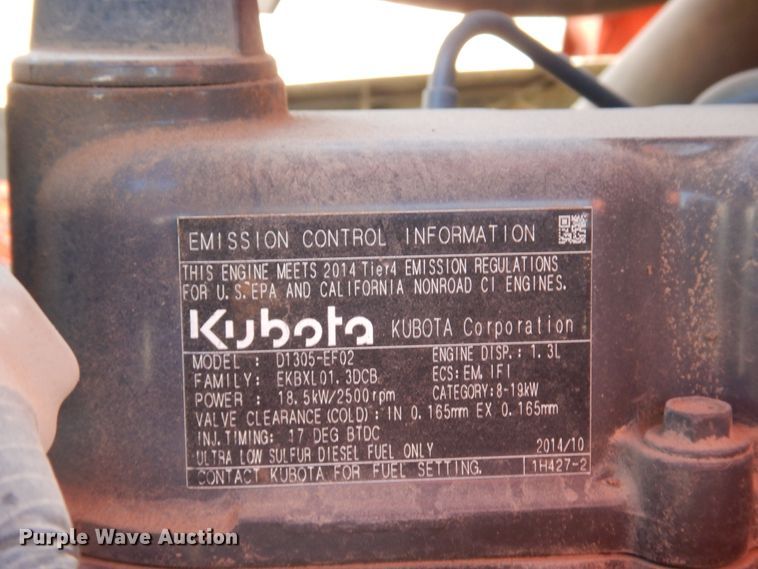 EMISSION CONTROL INFORMATION
THIS ENGINE MEETS 2014 Tier4 EMISSION REGULATIONS
FOR U.S.EPA AND CALIFORNIA NONROAD CI ENGINES.
Kubota KUBOTA Corporation
MODEL : D1305-EF02 ENGINE DISP.: 1.3L
FAMILY: EKBXL01.3DCB ECS: EM, IFI
POWER : 18.5kW/2500rpm CATEGORY: 8-19kW
VALVE CLEARANCE(COLD): IN 0.165mm EX 0.165mm
INJ.TIMING: 17 DEG BTDC
ULTRA LOW SULFUR DIESEL FUEL ONLY 2014/10
CONTACT KUBOTA FOR FUEL SETTING. 1H427-2
Purple Wave Auction